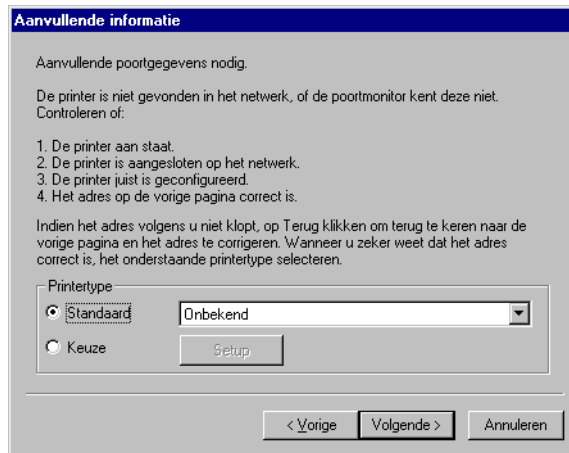 Aanvullende informatie
Aanvullende poortgegevens nodig.
De printer is niet gevonden in het netwerk, of de poortmonitor kent deze niet.
Controleren of:
1. De printer aan staat.
2. De printer is aangesloten op het netwerk.
3. De printer juist is geconfigureerd.
4. Het adres op de vorige pagina correct is.
Indien het adres volgens u niet klopt, op Terug klikken om terug te keren naar de
vorige pagina en het adres te corrigeren. Wanneer u zeker weet dat het adres
correct is, het onderstaande printertype selecteren.
Printertype
Standaard
Onbekend
Keuze
Setup
< Vorige
Volgende >
Annuleren